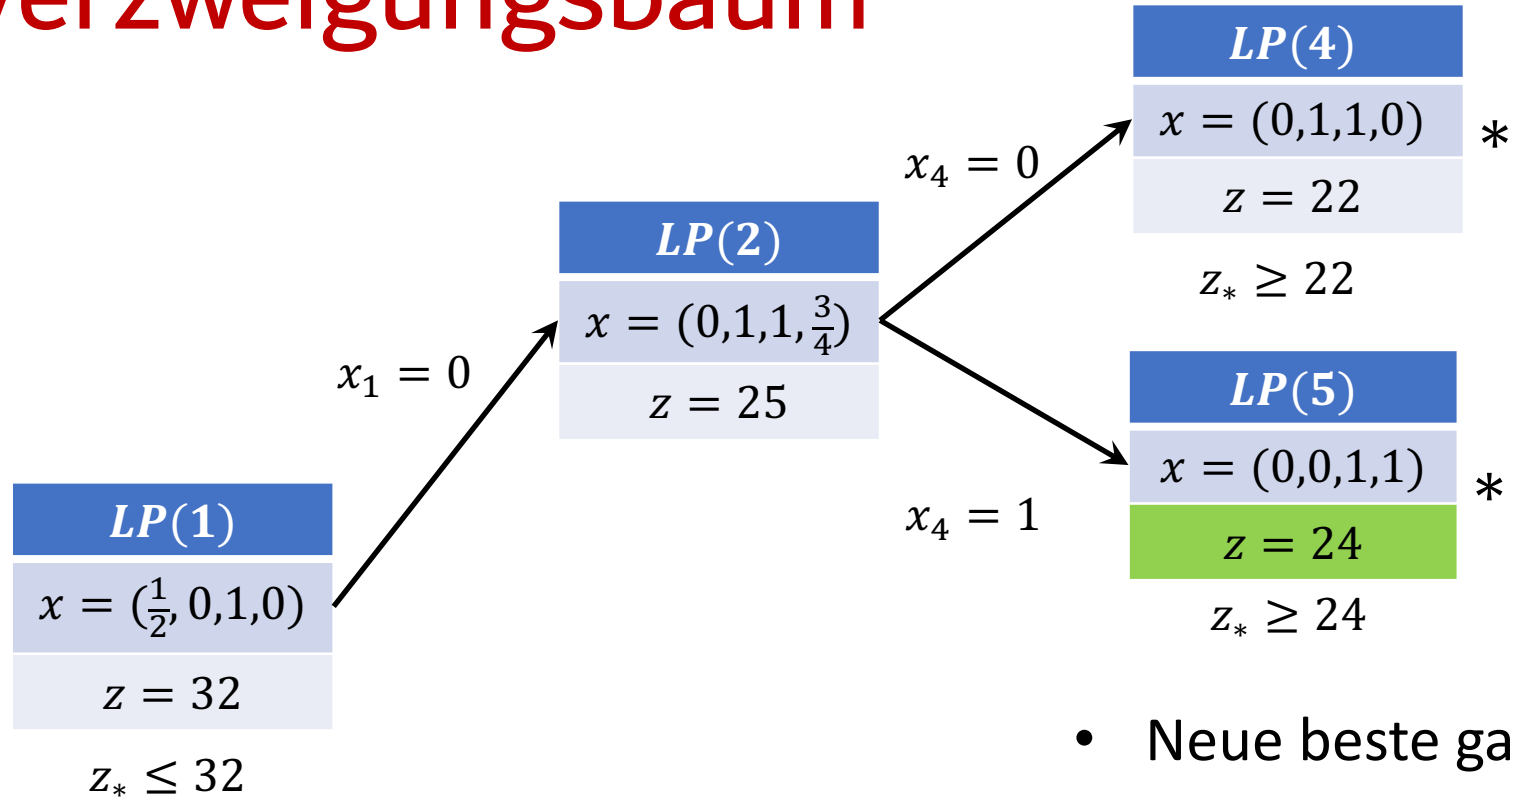 Verzweigungsbaum
LP(4)
x = (0,1,1,0) *
z = 22
z* ≥ 22
x₄ = 0
LP(2)
x = (0,1,1,3/4)
z = 25
x₁ = 0
LP(5)
x = (0,0,1,1) *
z = 24
z* ≥ 24
x₄ = 1
LP(1)
x = (1/2, 0,1,0)
z = 32
z* ≤ 32
• Neue beste ga